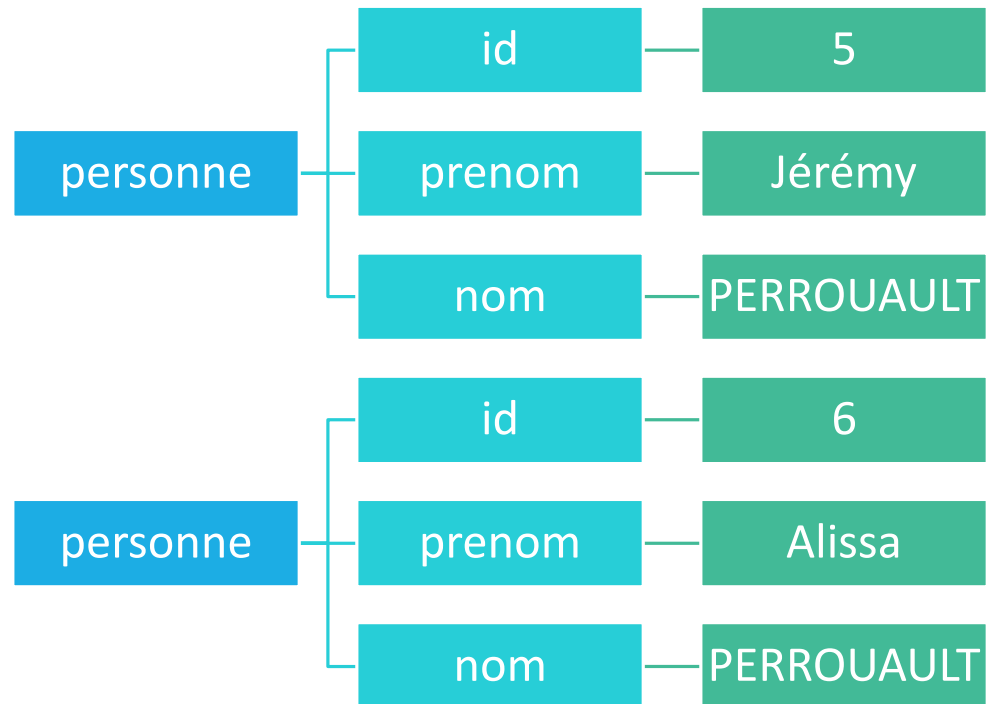 id 5
personne prenom Jérémy
nom PERROUAULT
id 6
personne prenom Alissa
nom PERROUAULT